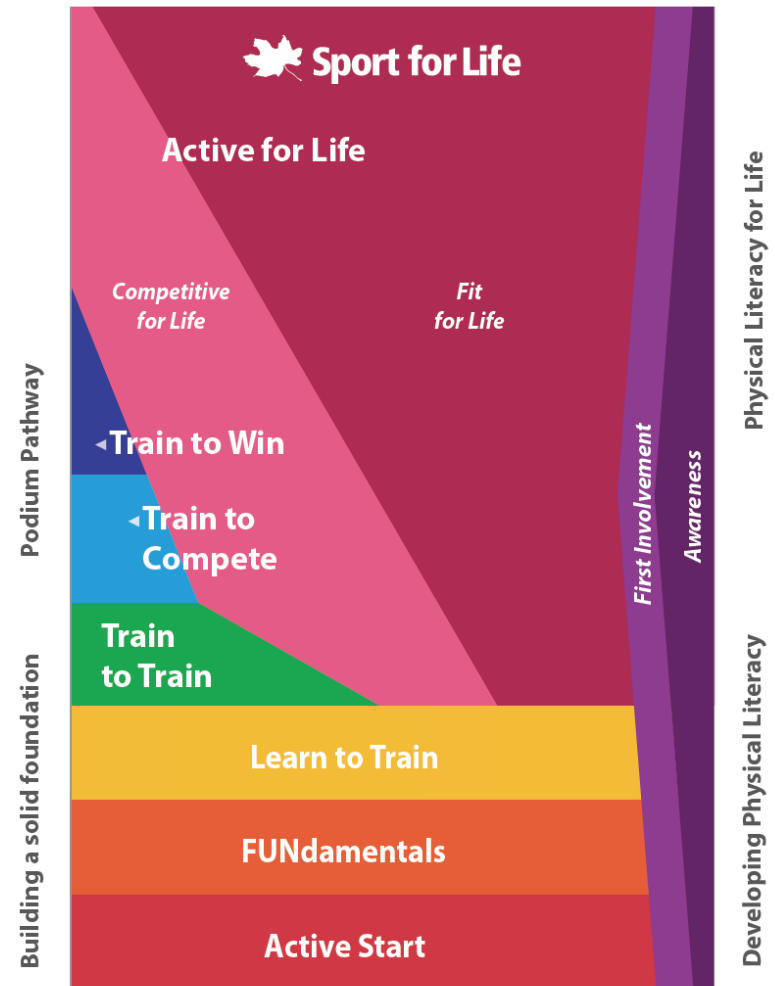 Sport for Life
Active for Life
Competitive
for Life
Fit
for Life
Train to Win
Train to
Compete
Train
to Train
Learn to Train
FUNdamentals
Active Start
First Involvement
Awareness
Podium Pathway
Building a solid foundation
Physical Literacy for Life
Developing Physical Literacy